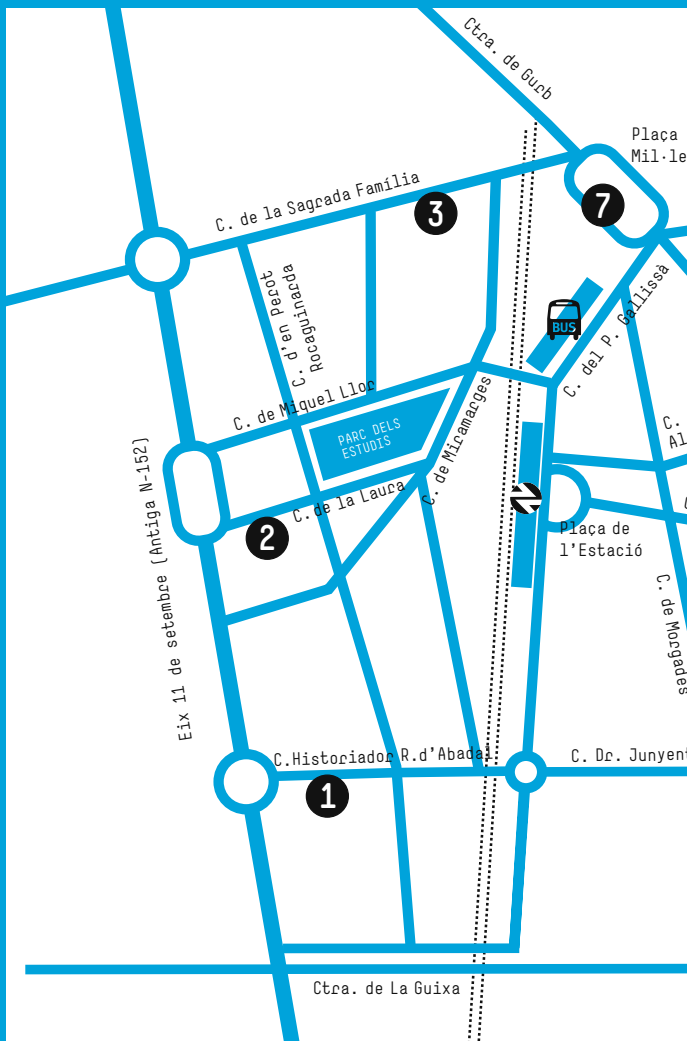 Ctra. de Gurb
Plaça
Mil·le
7
C. de la Sagrada Família
3
C. d'en Perot
Rocaguinarda
BUS
C. del P. Gallissà
C. de Miquel Llor
PARC DELS
ESTUDIS
C. de Miramarges
C.
Al
C. de la Laura
2
Plaça de
l'Estació
Eix 11 de setembre (Antiga N-152)
C. de Morgades
C.Historiador R.d'Abadal
C. Dr. Junyent
1
Ctra. de La Guixa